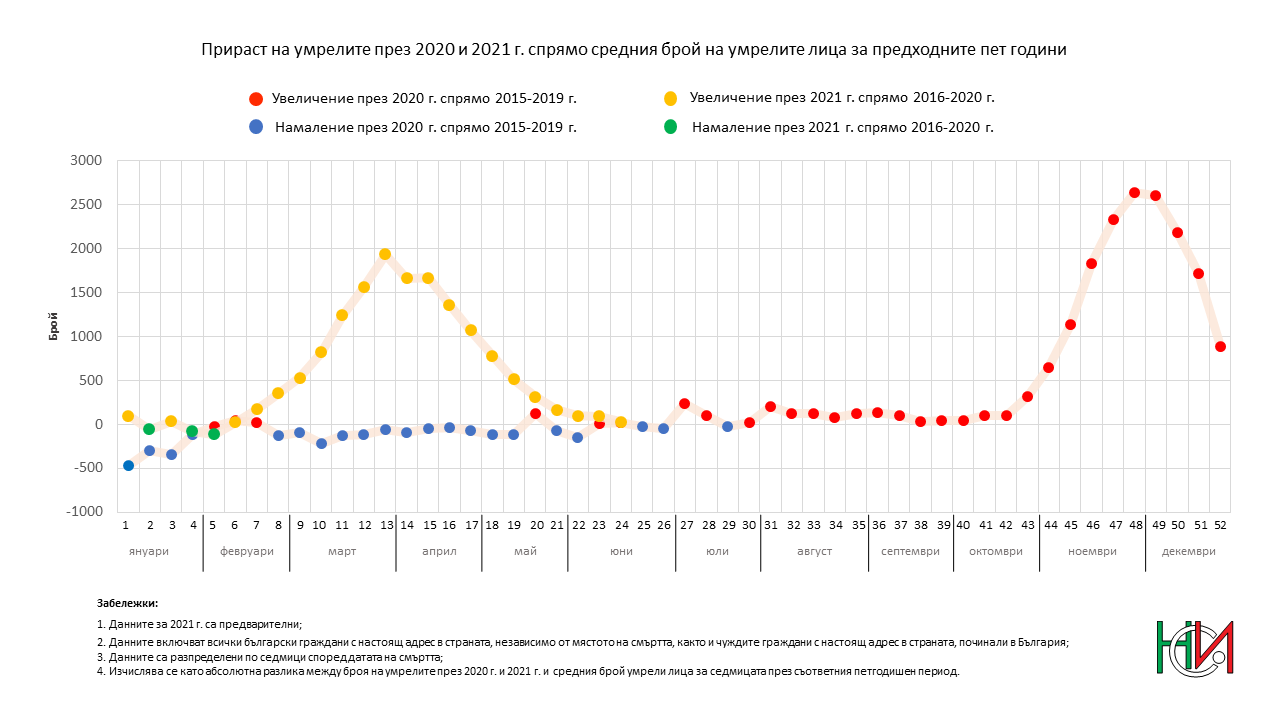 Прираст на умрелите през 2020 и 2021 г. спрямо средния брой на умрелите лица за предходните пет години
Увеличение през 2020 г. спрямо 2015-2019 г.
Увеличение през 2021 г. спрямо 2016-2020 г.
Намаление през 2020 г. спрямо 2015-2019 г.
Намаление през 2021 г. спрямо 2016-2020 г.
Брой
3000
2500
2000
1500
1000
500
0
-500
-1000
1 2 3 4 5 6 7 8 9 10 11 12 13 14 15 16 17 18 19 20 21 22 23 24 25 26 27 28 29 30 31 32 33 34 35 36 37 38 39 40 41 42 43 44 45 46 47 48 49 50 51 52
януари февруари март април май юни юли август септември октомври ноември декември
Забележки:
1. Данните за 2021 г. са предварителни;
2. Данните включват всички български граждани с настоящ адрес в страната, независимо от мястото на смъртта, както и чуждите граждани с настоящ адрес в страната, починали в България;
3. Данните са разпределени по седмици според датата на смъртта;
4. Изчислява се като абсолютна разлика между броя на умрелите през 2020 г. и 2021 г. и средния брой умрели лица за седмицата през съответния петгодишен период.
НСИ